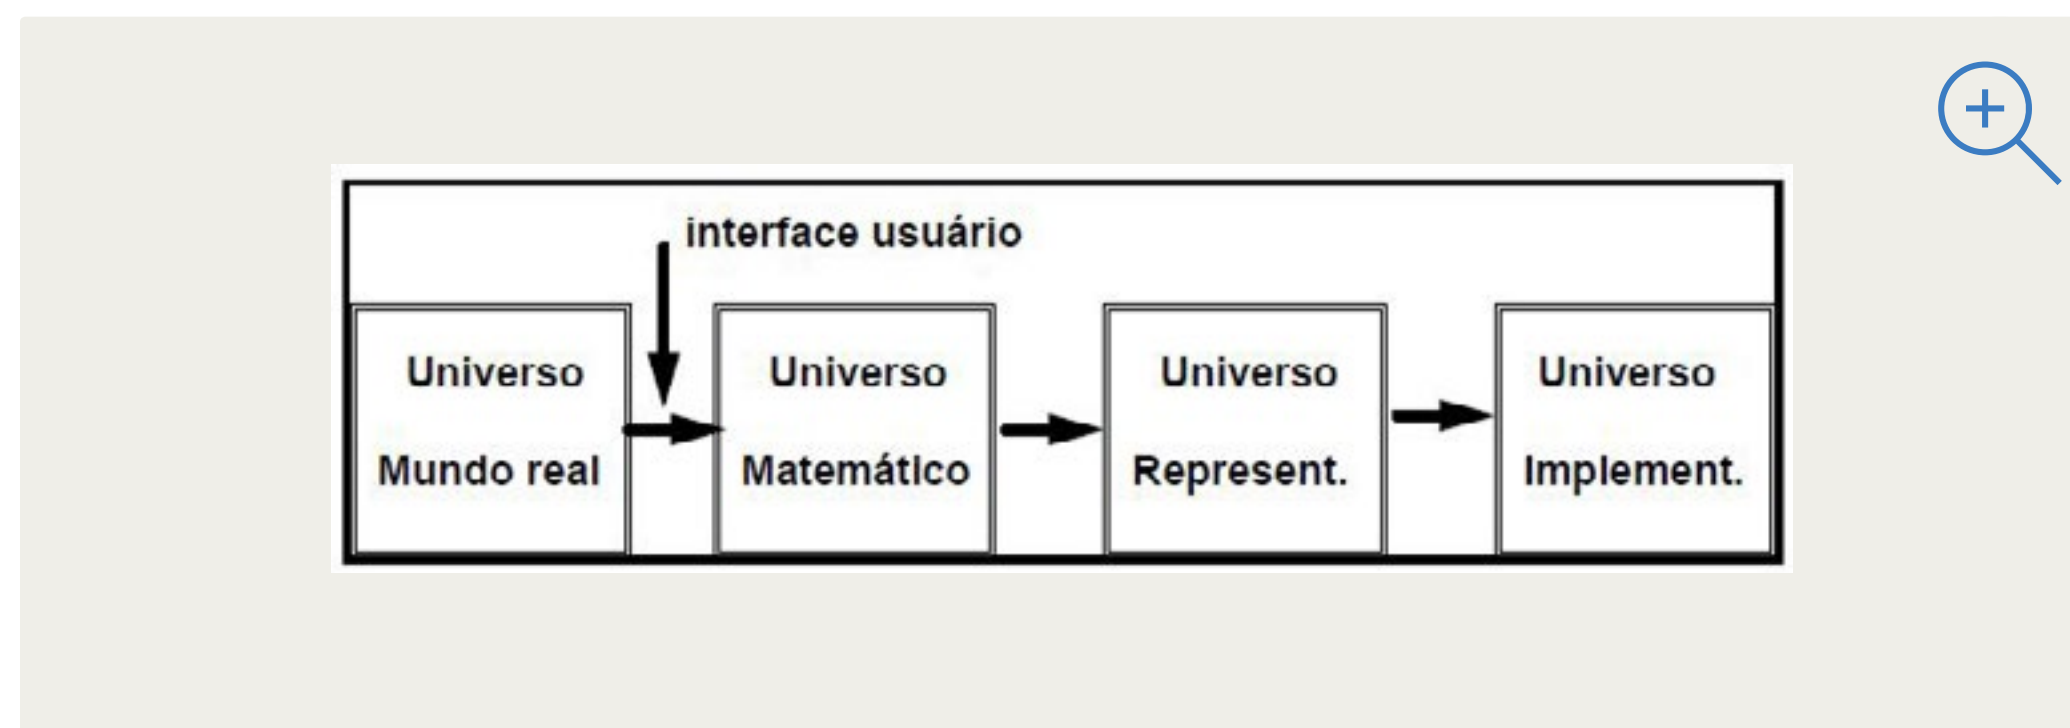 interface usuário
Universo
Mundo real
Universo
Matemático
Universo
Represent.
Universo
Implement.